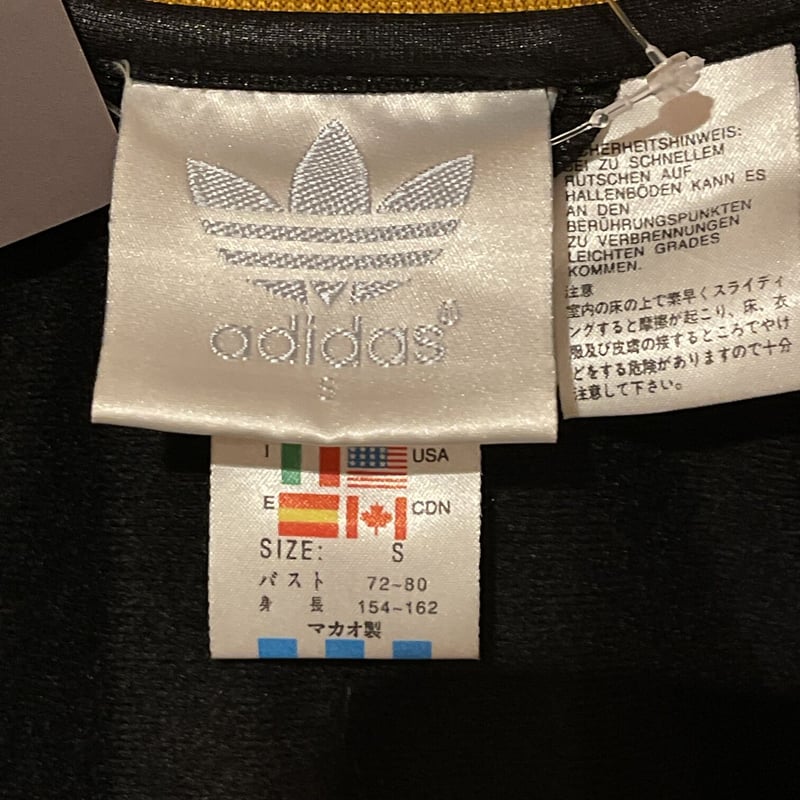 adidas
S
I USA
E CDN
SIZE: S
バスト 72~80
身長 154~162
マカオ製
BEI ZU SCHNELLEM
RUTSCHEN AUF
HALLENBÖDEN KANN ES
AN DEN
BERÜHRUNGSPUNKTEN
ZU VERBRENNUNGEN
LEICHTEN GRADES
KOMMEN.
注意
室内の床の上で素早くスライディ
ングすると摩擦が起こり、床、衣
服及び皮膚の接するところでやけ
どをする危険がありますので十分
注意して下さい。